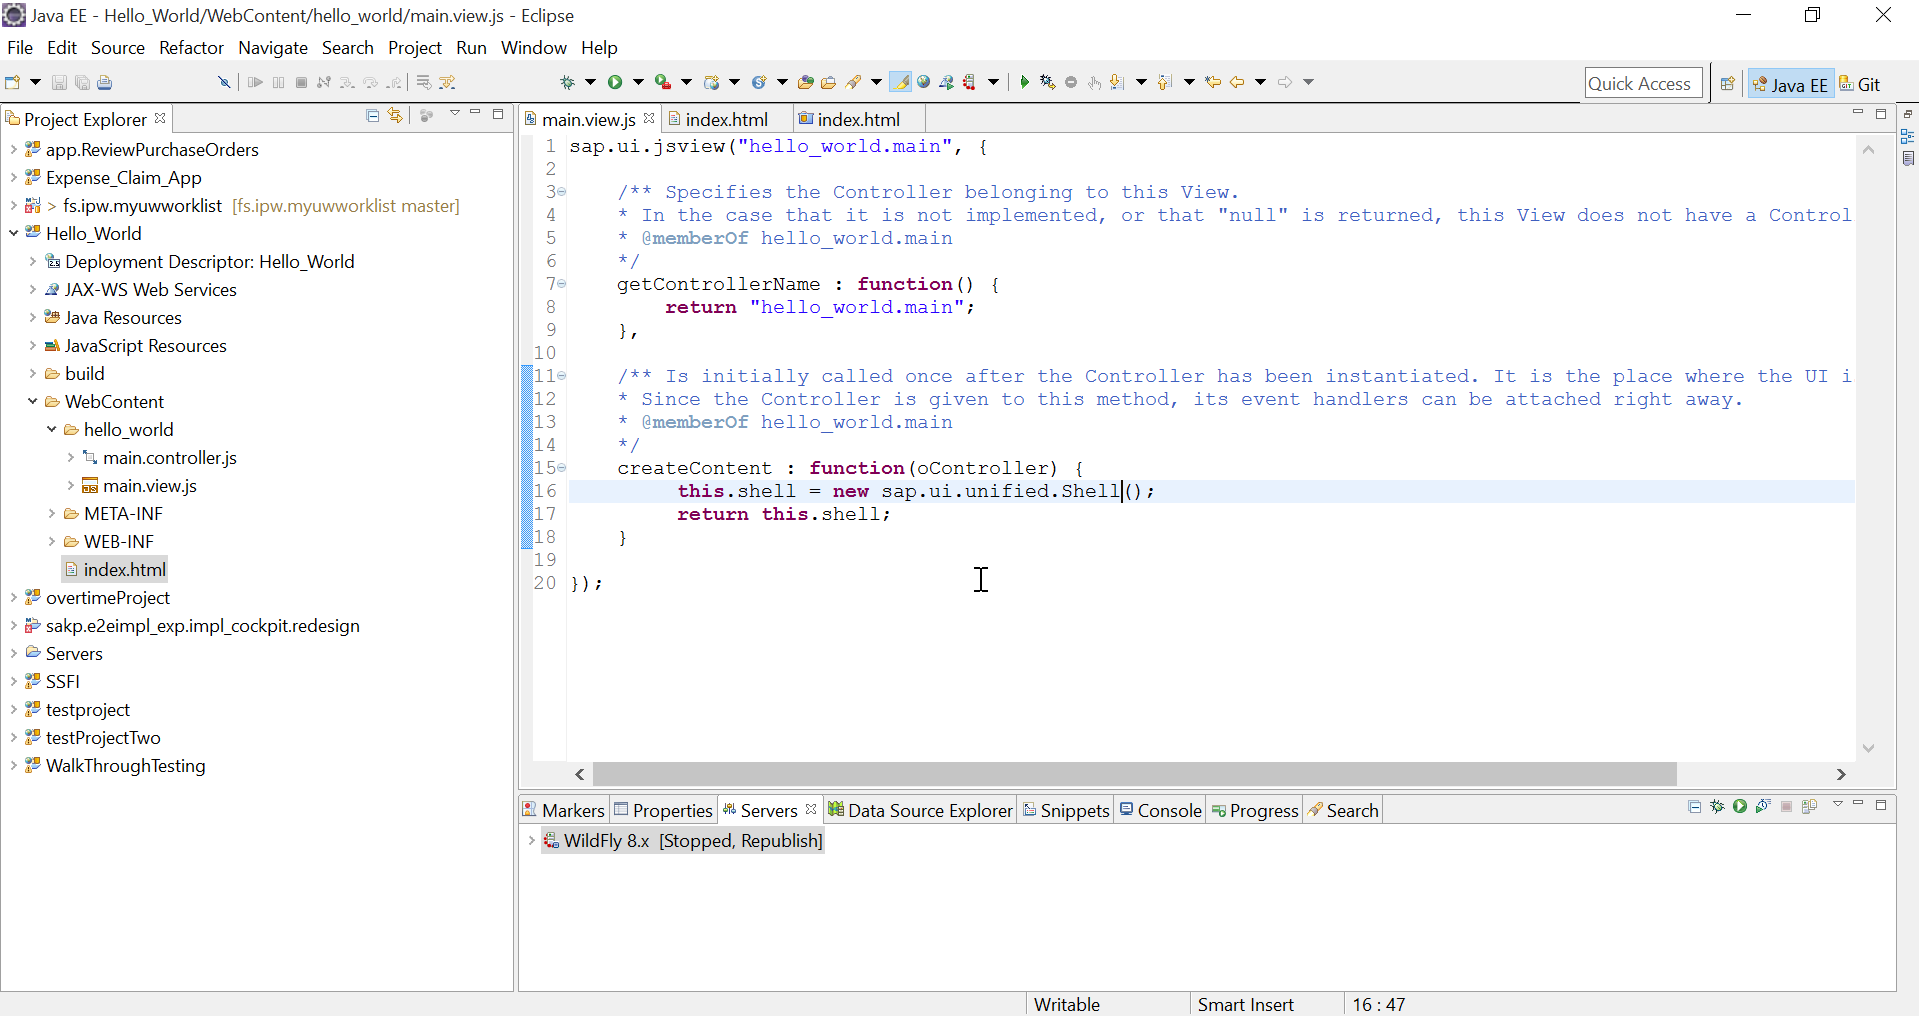 Java EE - Hello_World/WebContent/hello_world/main.view.js - Eclipse
File Edit Source Refactor Navigate Search Project Run Window Help
Quick Access
Java EE
Git
Project Explorer
app.ReviewPurchaseOrders
Expense_Claim_App
> fs.ipw.myuwworklist [fs.ipw.myuwworklist master]
Hello_World
Deployment Descriptor: Hello_World
JAX-WS Web Services
Java Resources
JavaScript Resources
build
WebContent
hello_world
main.controller.js
main.view.js
META-INF
WEB-INF
index.html
overtimeProject
sakp.e2eimpl_exp.impl_cockpit.redesign
Servers
SSFI
testproject
testProjectTwo
WalkThroughTesting
main.view.js index.html index.html
1 sap.ui.jsview("hello_world.main", {
2
3 /** Specifies the Controller belonging to this View.
4 * In the case that it is not implemented, or that "null" is returned, this View does not have a Control
5 * @memberOf hello_world.main
6 */
7 getControllerName : function() {
8 return "hello_world.main";
9 },
10
11 /** Is initially called once after the Controller has been instantiated. It is the place where the UI i
12 * Since the Controller is given to this method, its event handlers can be attached right away.
13 * @memberOf hello_world.main
14 */
15 createContent : function(oController) {
16 this.shell = new sap.ui.unified.Shell();
17 return this.shell;
18 }
19
20 });
Markers Properties Servers Data Source Explorer Snippets Console Progress Search
WildFly 8.x [Stopped, Republish]
Writable Smart Insert 16 : 47